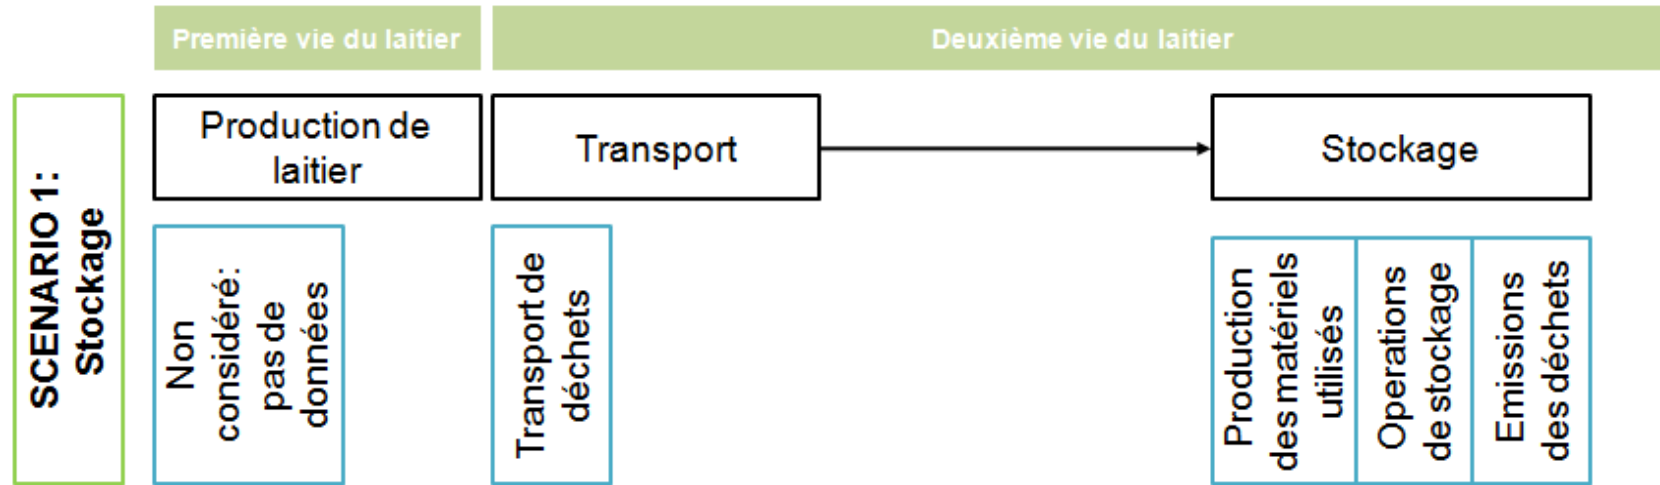 Première vie du laitier
Deuxième vie du laitier
SCENARIO 1:
Stockage
Production de
laitier
Transport
Stockage
Non
considéré:
pas de
données
Transport de
déchets
Production
des matériels
utilisés
Operations
de stockage
Emissions
des déchets